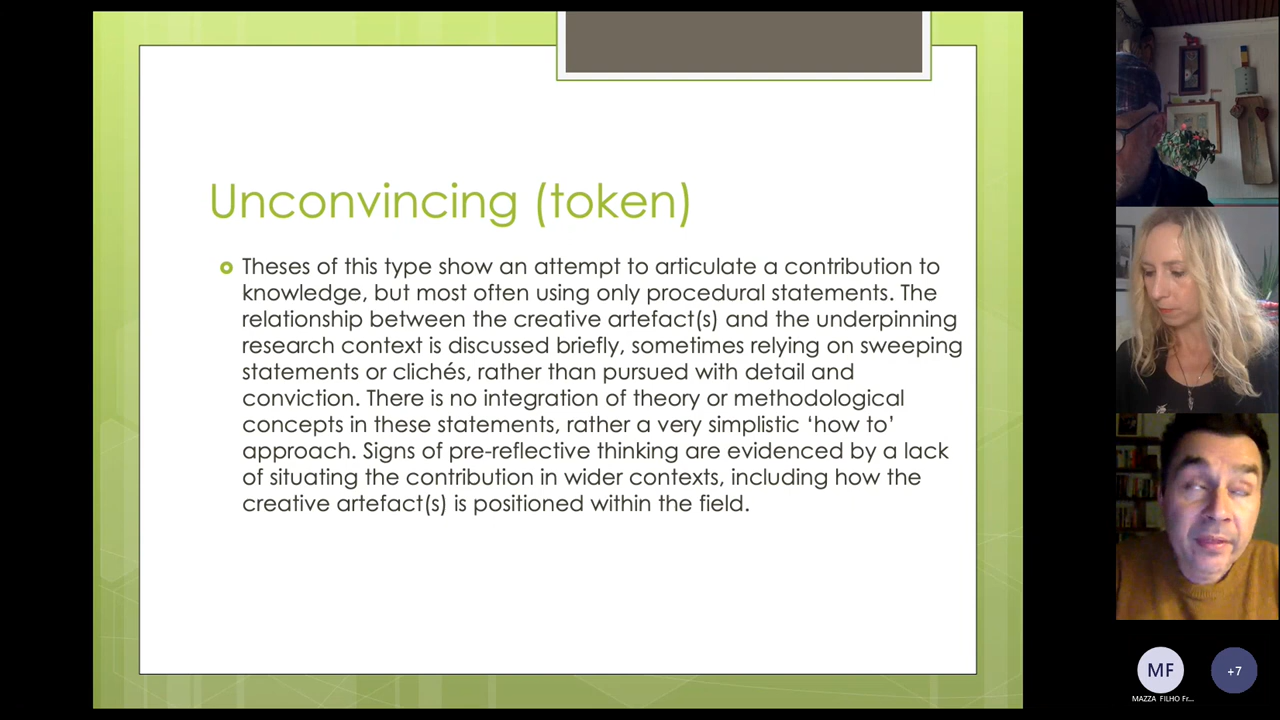 Unconvincing (token)
Theses of this type show an attempt to articulate a contribution to
knowledge, but most often using only procedural statements. The
relationship between the creative artefact(s) and the underpinning
research context is discussed briefly, sometimes relying on sweeping
statements or clichés, rather than pursued with detail and
conviction. There is no integration of theory or methodological
concepts in these statements, rather a very simplistic ‘how to’
approach. Signs of pre-reflective thinking are evidenced by a lack
of situating the contribution in wider contexts, including how the
creative artefact(s) is positioned within the field.
MF
+7
MAZZA FILHO Fr...